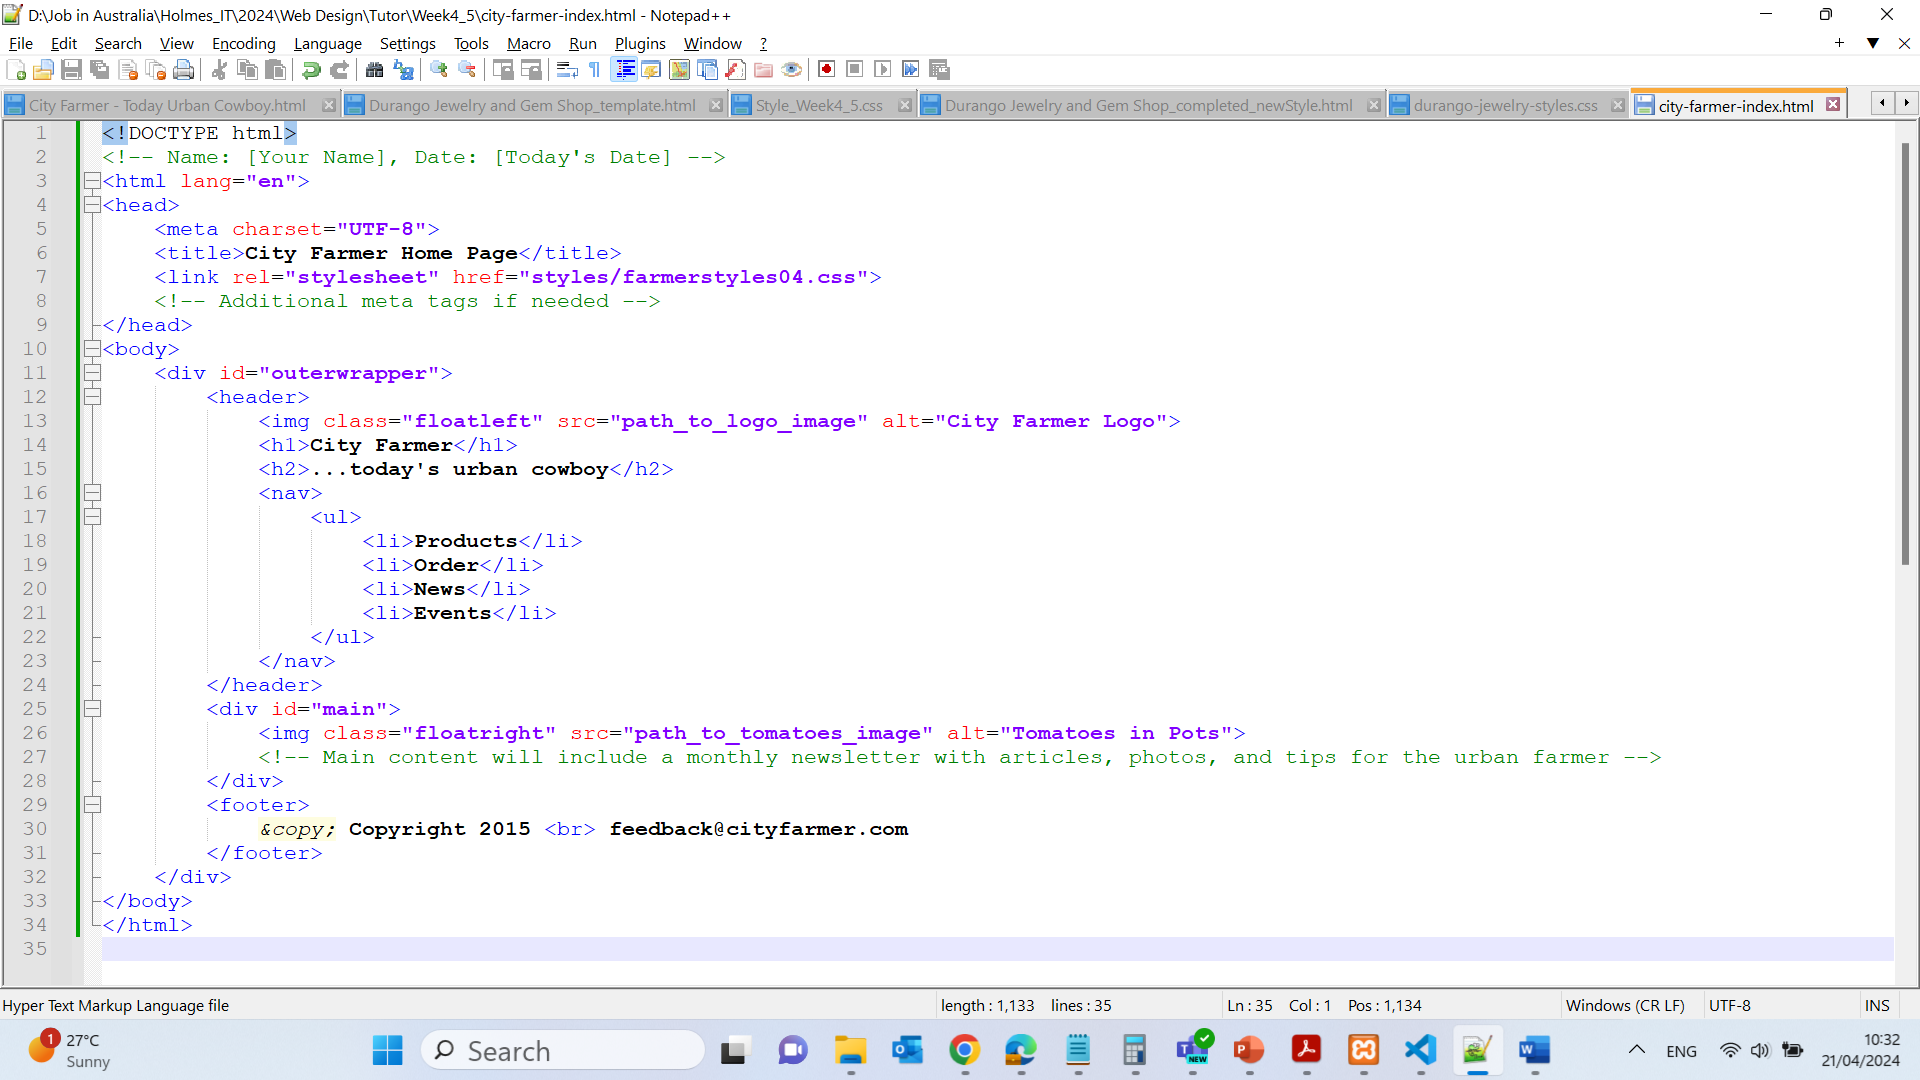 D:\Job in Australia\Holmes_IT\2024\Web Design\Tutor\Week4_5\city-farmer-index.html - Notepad++
File Edit Search View Encoding Language Settings Tools Macro Run Plugins Window ?
City Farmer - Today Urban Cowboy.html Durango Jewelry and Gem Shop_template.html Style_Week4_5.css Durango Jewelry and Gem Shop_completed_newStyle.html durango-jewelry-styles.css city-farmer-index.html
1 <!DOCTYPE html>
2 <!-- Name: [Your Name], Date: [Today's Date] -->
3 <html lang="en">
4 <head>
5 <meta charset="UTF-8">
6 <title>City Farmer Home Page</title>
7 <link rel="stylesheet" href="styles/farmerstyles04.css">
8 <!-- Additional meta tags if needed -->
9 </head>
10 <body>
11 <div id="outerwrapper">
12 <header>
13 <img class="floatleft" src="path_to_logo_image" alt="City Farmer Logo">
14 <h1>City Farmer</h1>
15 <h2>...today's urban cowboy</h2>
16 <nav>
17 <ul>
18 <li>Products</li>
19 <li>Order</li>
20 <li>News</li>
21 <li>Events</li>
22 </ul>
23 </nav>
24 </header>
25 <div id="main">
26 <img class="floatright" src="path_to_tomatoes_image" alt="Tomatoes in Pots">
27 <!-- Main content will include a monthly newsletter with articles, photos, and tips for the urban farmer -->
28 </div>
29 <footer>
30 &copy; Copyright 2015 <br> feedback@cityfarmer.com
31 </footer>
32 </div>
33 </body>
34 </html>
35
Hyper Text Markup Language file length : 1,133 lines : 35 Ln : 35 Col : 1 Pos : 1,134 Windows (CR LF) UTF-8 INS
1 27°C
Sunny
Search
NEW
ENG
10:32
21/04/2024